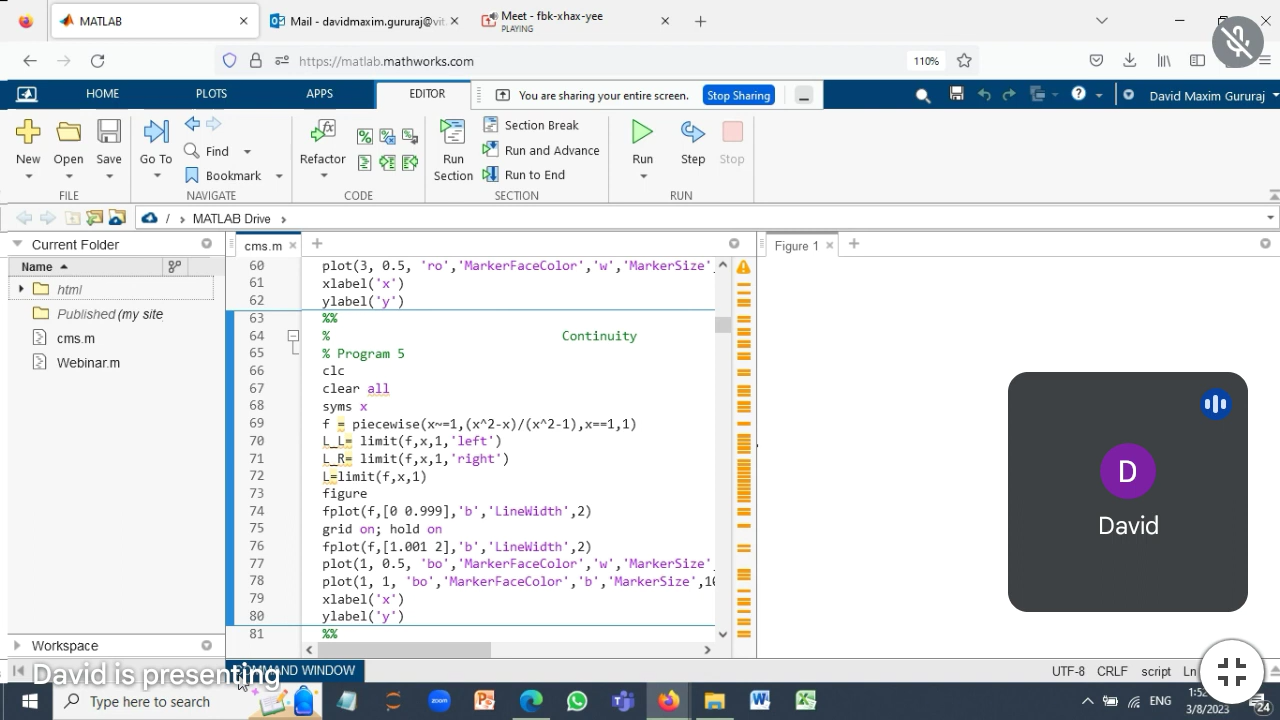 MATLAB
Mail - davidmaxim.gururaj@vit.
Meet - fbk-xhax-yee
PLAYING
https://matlab.mathworks.com
110%
HOME
PLOTS
APPS
EDITOR
You are sharing your entire screen.
Stop Sharing
David Maxim Gururaj
New
Open
Save
Go To
Find
Bookmark
Refactor
Run Section
Section Break
Run and Advance
Run to End
Run
Step
Stop
FILE
NAVIGATE
CODE
SECTION
RUN
/ › MATLAB Drive ›
Current Folder
Name
html
Published (my site
cms.m
Webinar.m
Workspace
cms.m
60 plot(3, 0.5, 'ro','MarkerFaceColor','w','MarkerSize'
61 xlabel('x')
62 ylabel('y')
63 %%
64 % Continuity
65 % Program 5
66 clc
67 clear all
68 syms x
69 f = piecewise(x~=1,(x^2-x)/(x^2-1),x==1,1)
70 L_L= limit(f,x,1,'left')
71 L_R= limit(f,x,1,'right')
72 L=limit(f,x,1)
73 figure
74 fplot(f,[0 0.999],'b','LineWidth',2)
75 grid on; hold on
76 fplot(f,[1.001 2],'b','LineWidth',2)
77 plot(1, 0.5, 'bo','MarkerFaceColor','w','MarkerSize'
78 plot(1, 1, 'bo','MarkerFaceColor','b','MarkerSize',10
79 xlabel('x')
80 ylabel('y')
81 %%
Figure 1
D
David
David is presenting
COMMAND WINDOW
UTF-8
CRLF
script
Ln
Type here to search
ENG
1:52
3/8/2023
24